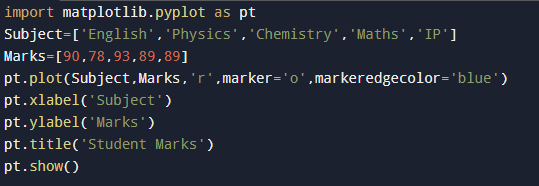 import matplotlib.pyplot as pt
Subject=['English','Physics','Chemistry','Maths','IP']
Marks=[90,78,93,89,89]
pt.plot(Subject,Marks,'r',marker='o',markeredgecolor='blue')
pt.xlabel('Subject')
pt.ylabel('Marks')
pt.title('Student Marks')
pt.show()